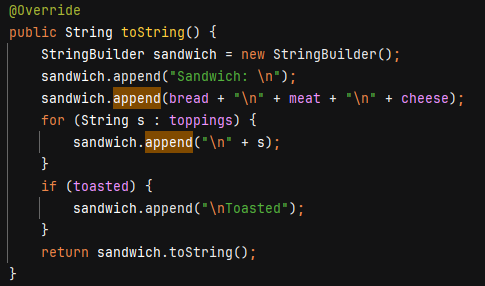 @Override
public String toString() {
    StringBuilder sandwich = new StringBuilder();
    sandwich.append("Sandwich: \n");
    sandwich.append(bread + "\n" + meat + "\n" + cheese);
    for (String s : toppings) {
        sandwich.append("\n" + s);
    }
    if (toasted) {
        sandwich.append("\nToasted");
    }
    return sandwich.toString();
}